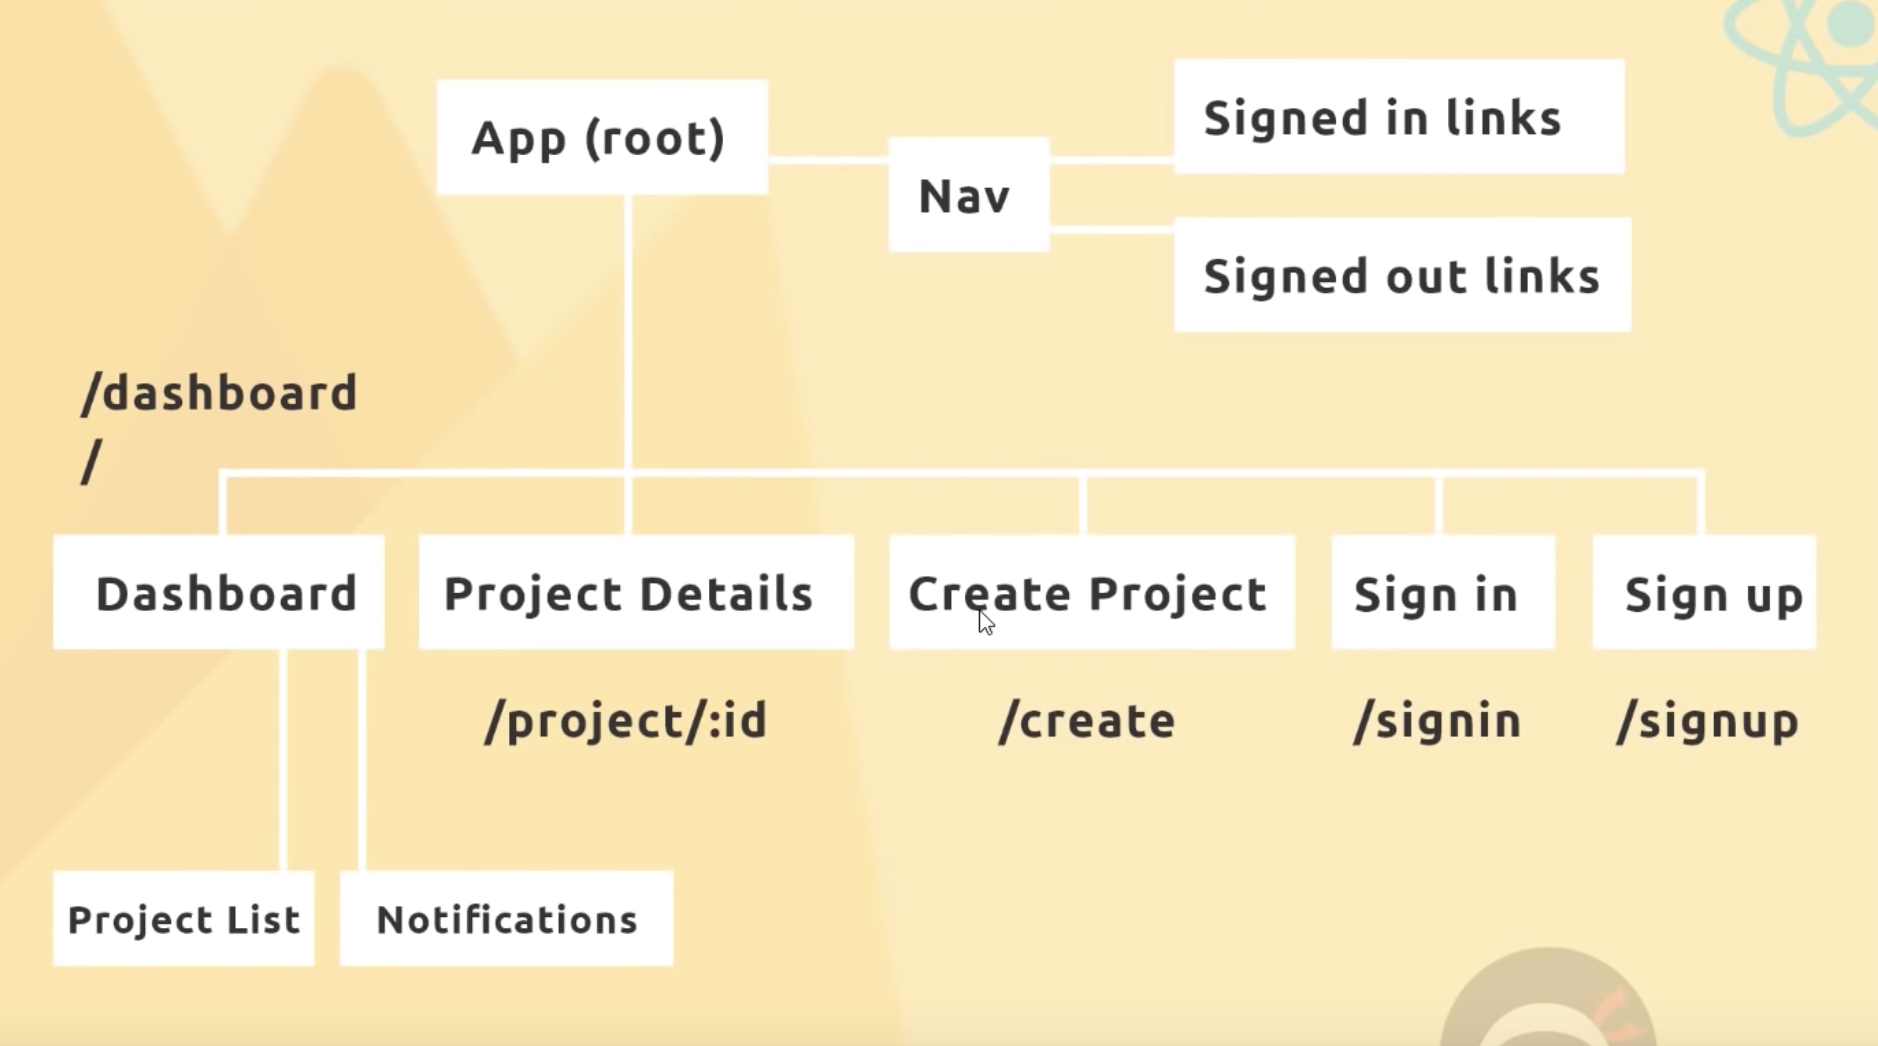 App (root)
Nav
Signed in links
Signed out links
/dashboard
/
Dashboard
Project Details
Create Project
Sign in
Sign up
/project/:id
/create
/signin
/signup
Project List
Notifications